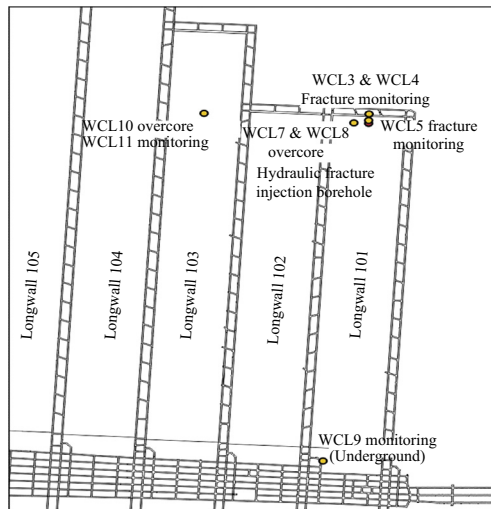 WCL3 & WCL4
Fracture monitoring
WCL10 overcore
WCL11 monitoring
WCL7 & WCL8
overcore
WCL5 fracture
monitoring
Hydraulic fracture
injection borehole
Longwall 105
Longwall 104
Longwall 103
Longwall 102
Longwall 101
WCL9 monitoring
(Underground)